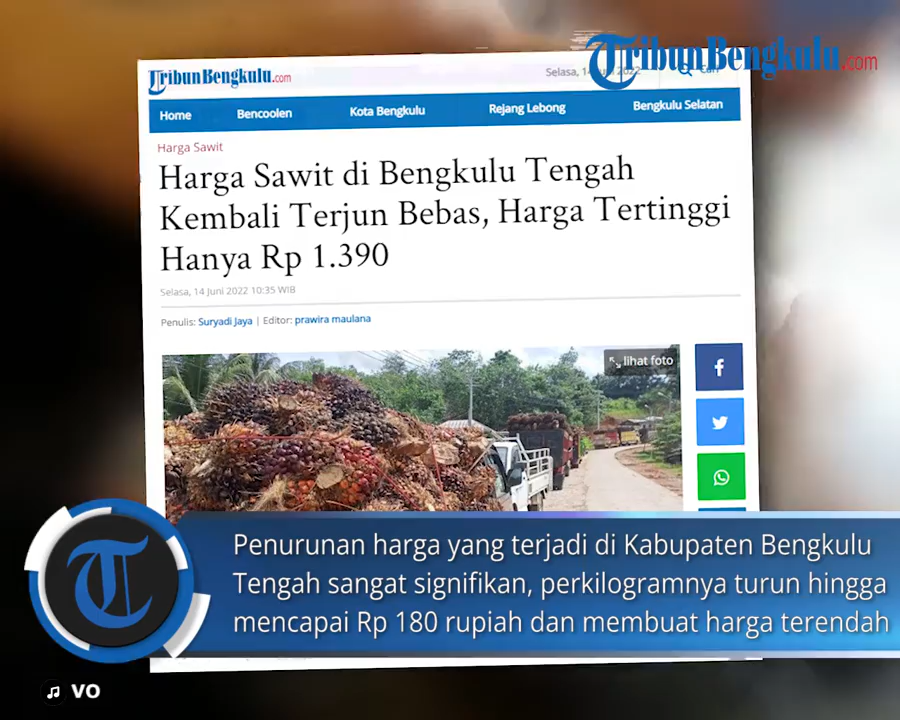 TribunBengkulu.com
TribunBengkulu.com
Home Bencoolen Kota Bengkulu Rejang Lebong Bengkulu Selatan
Harga Sawit
Harga Sawit di Bengkulu Tengah
Kembali Terjun Bebas, Harga Tertinggi
Hanya Rp 1.390
Selasa, 14 Juni 2022 10:35 WIB
Penulis: Suryadi Jaya | Editor: prawira maulana
lihat foto
Penurunan harga yang terjadi di Kabupaten Bengkulu
Tengah sangat signifikan, perkilogramnya turun hingga
mencapai Rp 180 rupiah dan membuat harga terendah
VO